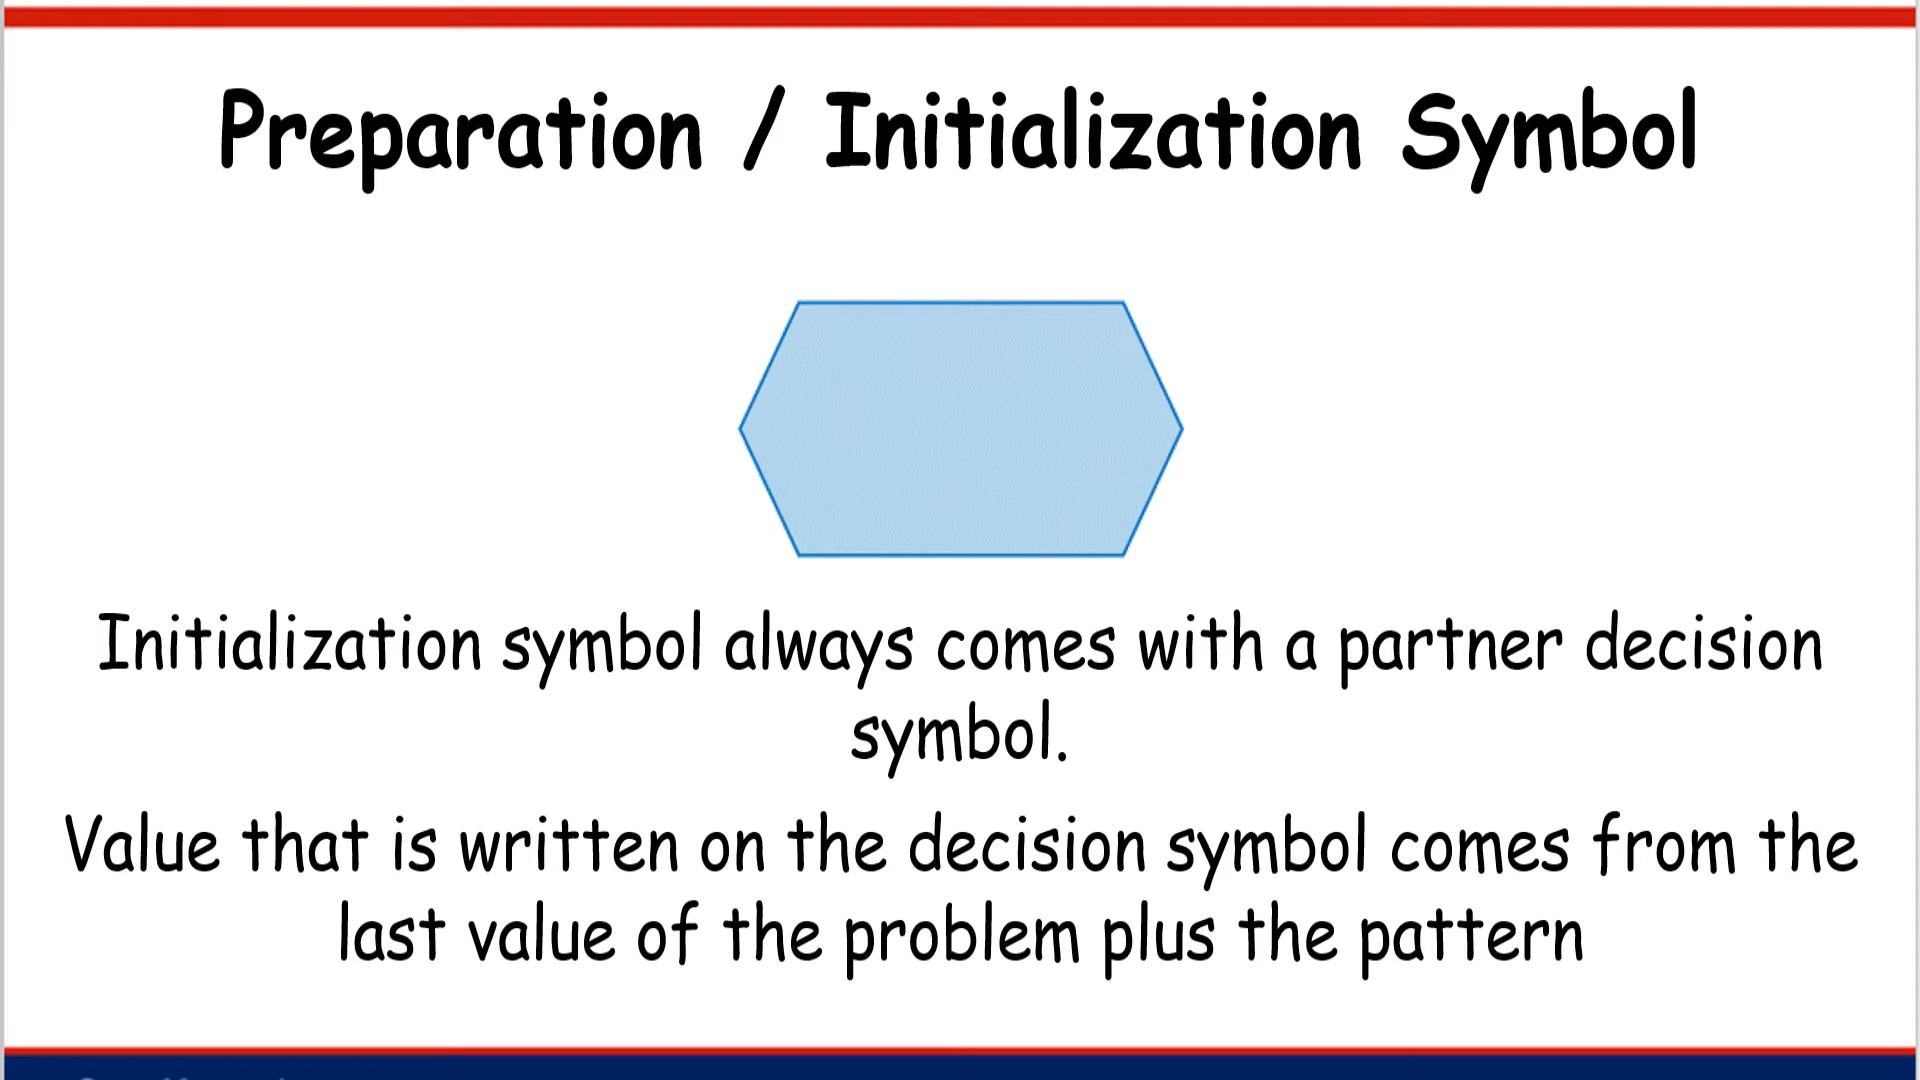 Preparation / Initialization Symbol
Initialization symbol always comes with a partner decision
symbol.
Value that is written on the decision symbol comes from the
last value of the problem plus the pattern